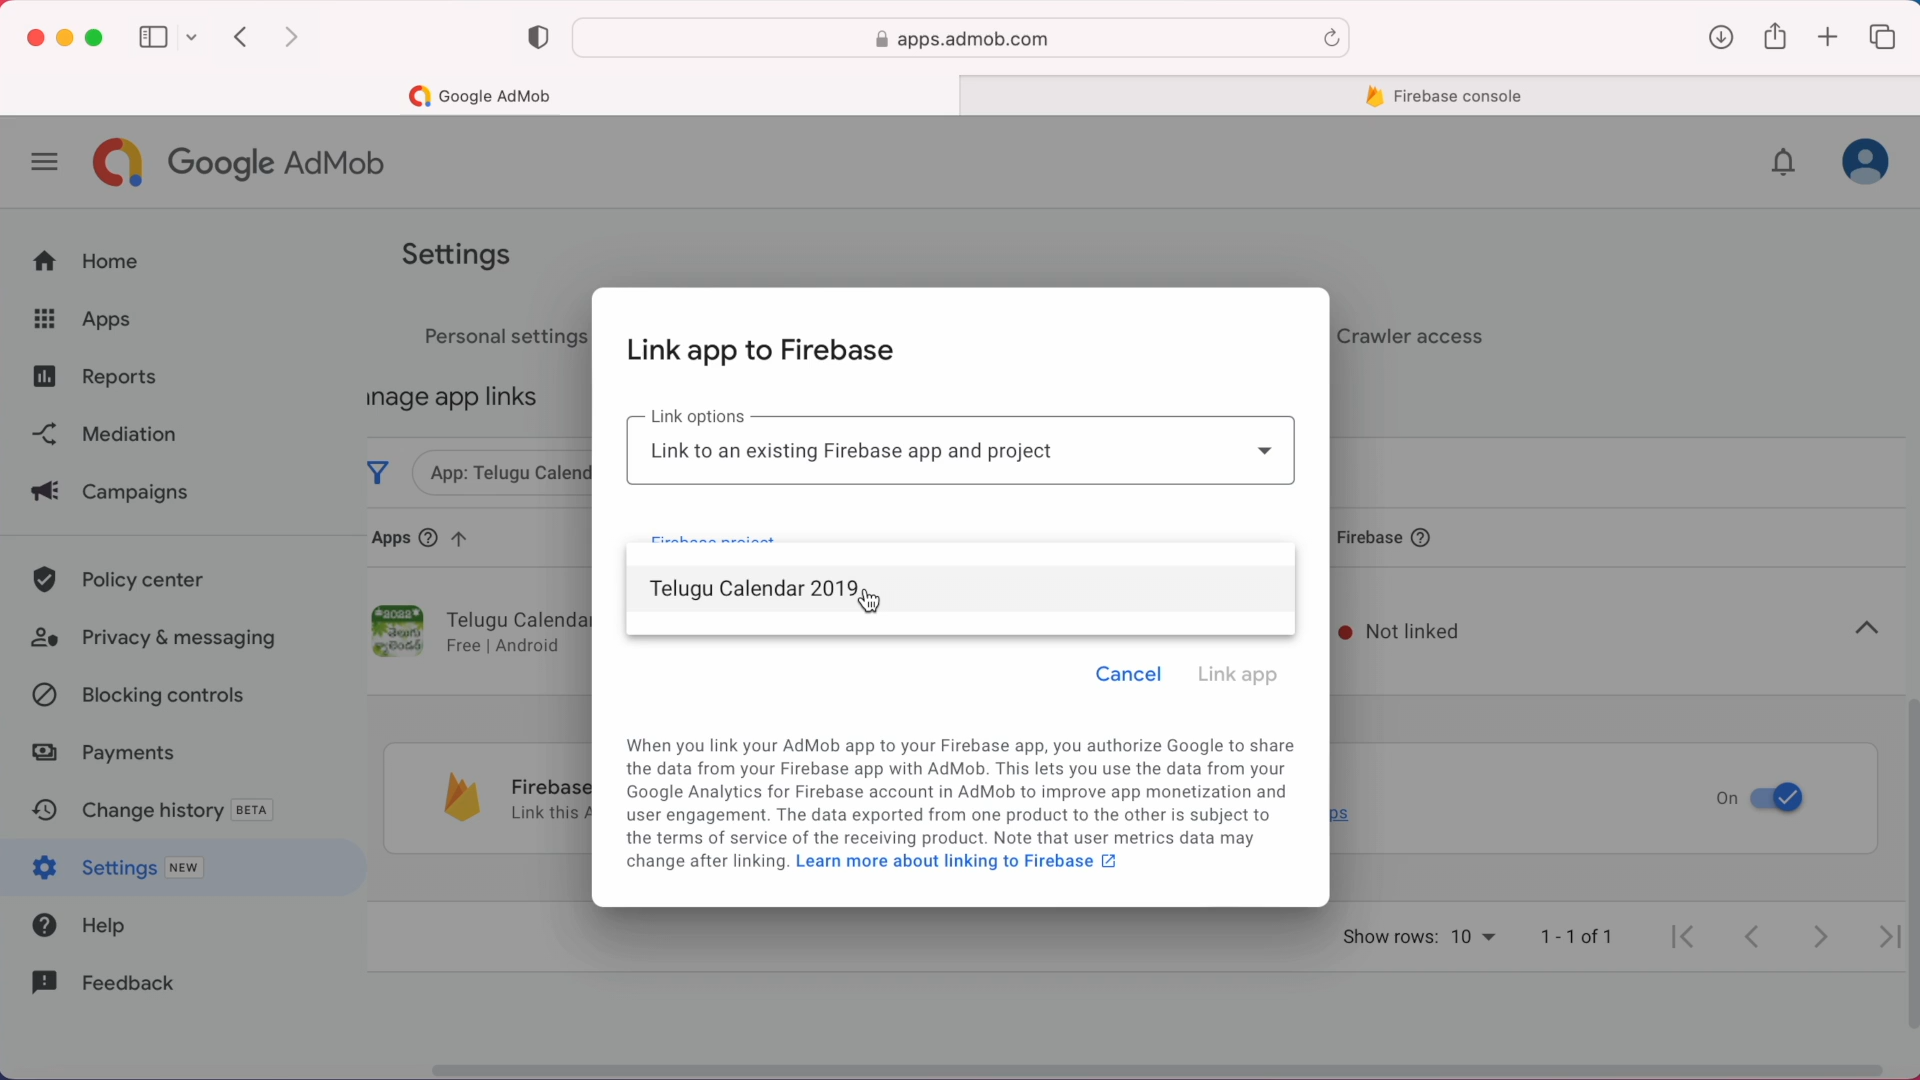 apps.admob.com
Google AdMob
Firebase console
Google AdMob
Home
Apps
Reports
Mediation
Campaigns
Policy center
Privacy & messaging
Blocking controls
Payments
Change history BETA
Settings NEW
Help
Feedback
Settings
Personal settings
Crawler access
nage app links
App: Telugu Calend
Apps
Firebase
*2022*
తెలుగు
Telugu Calendar
Free | Android
Not linked
Firebase
Link this A
ps
On
Show rows: 10
1 - 1 of 1
Link app to Firebase
Link options
Link to an existing Firebase app and project
Firebase project
Telugu Calendar 2019
Cancel
Link app
When you link your AdMob app to your Firebase app, you authorize Google to share
the data from your Firebase app with AdMob. This lets you use the data from your
Google Analytics for Firebase account in AdMob to improve app monetization and
user engagement. The data exported from one product to the other is subject to
the terms of service of the receiving product. Note that user metrics data may
change after linking. Learn more about linking to Firebase